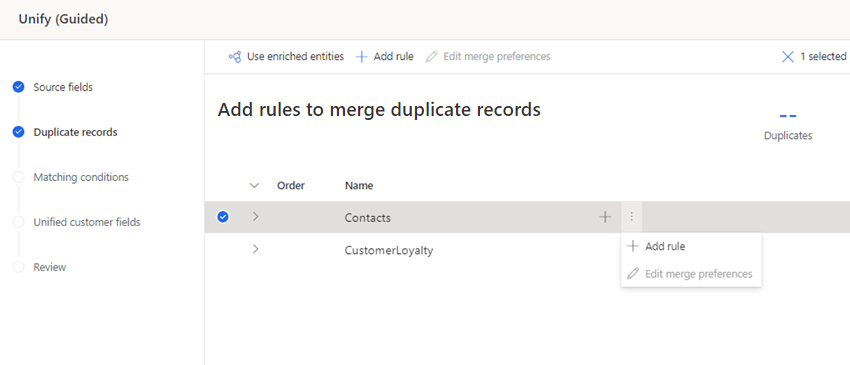 Unify (Guided)
Use enriched entities
Add rule
Edit merge preferences
1 selected
Source fields
Duplicate records
Matching conditions
Unified customer fields
Review
Add rules to merge duplicate records
--
Duplicates
Order
Name
Contacts
CustomerLoyalty
Add rule
Edit merge preferences